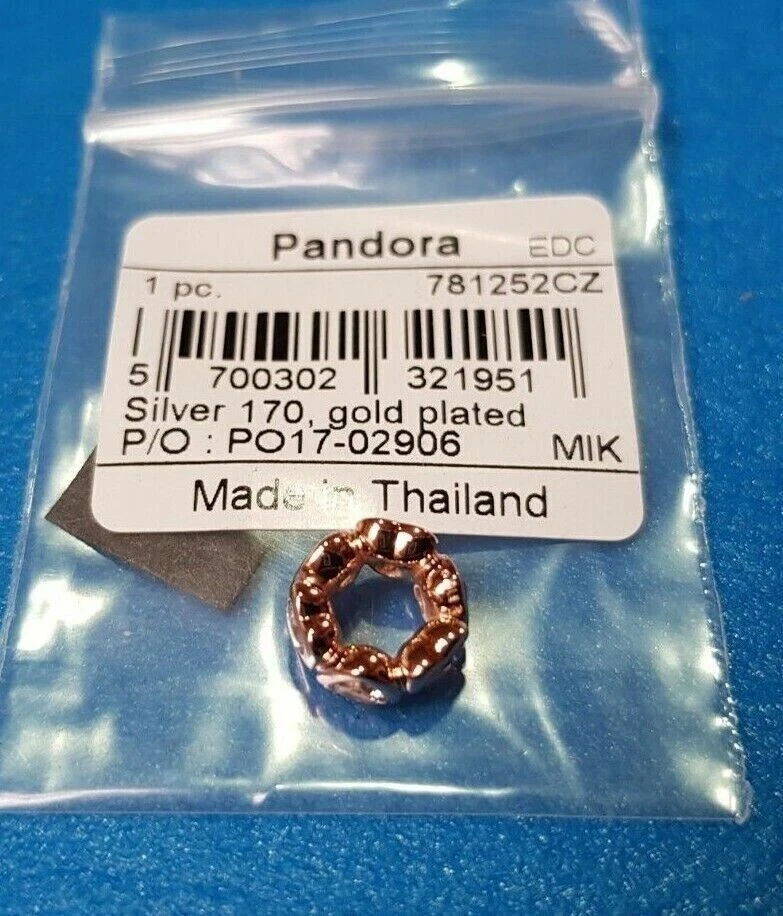 Pandora EDC
1 pc. 781252CZ
5 700302 321951
Silver 170, gold plated
P/O : PO17-02906 MIK
Made in Thailand